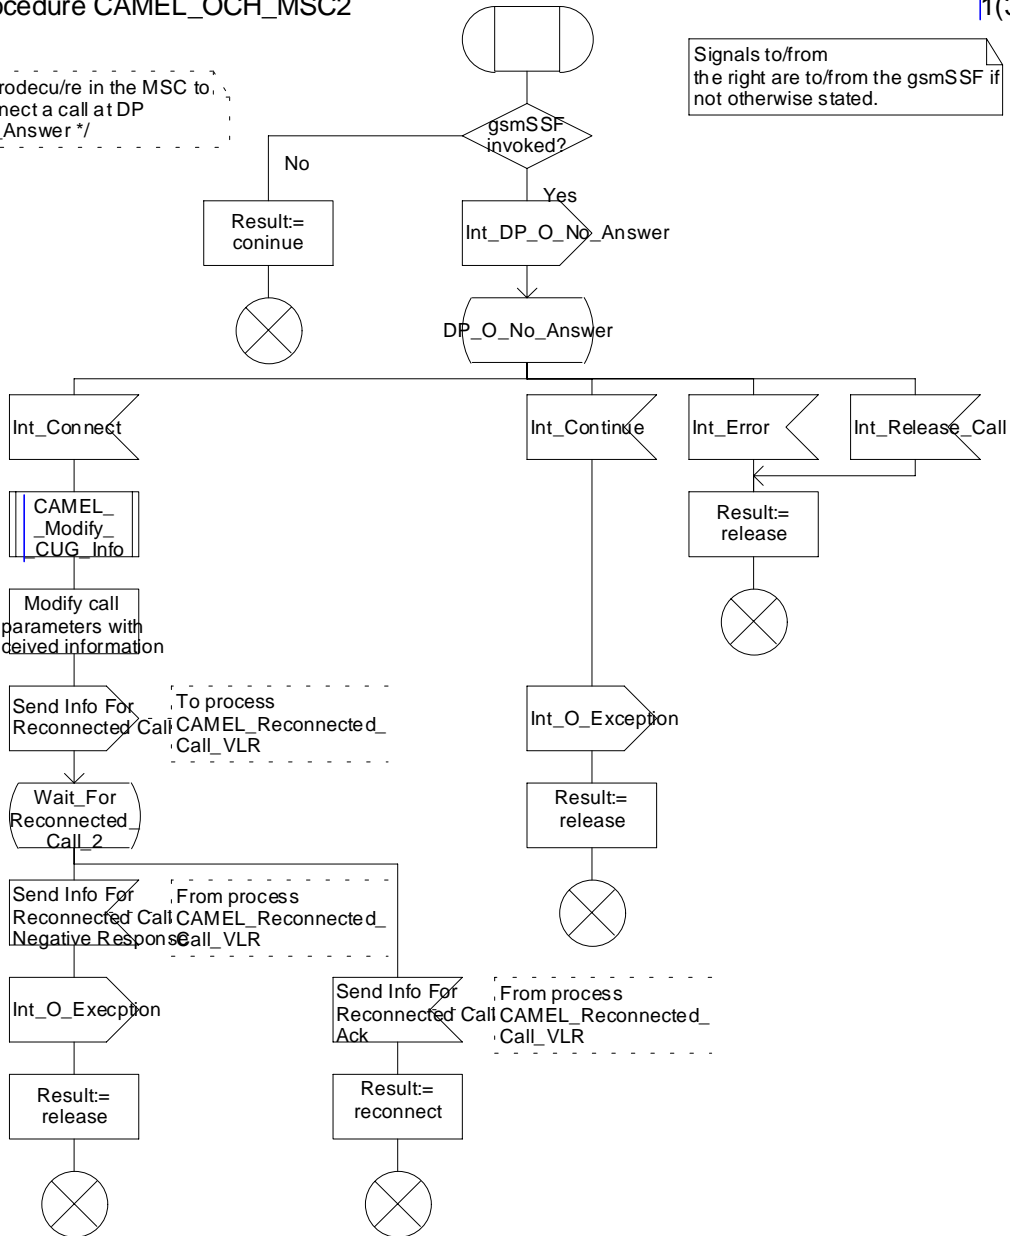 ocedure CAMEL_OCH_MSC2
1(3
rodecu/re in the MSC to
nect a call at DP
_Answer */
Signals to/from
the right are to/from the gsmSSF if
not otherwise stated.
gsmSSF
invoked?
No
Yes
Result:=
coninue
Int_DP_O_No_Answer
DP_O_No_Answer
Int_Connect
Int_Continue
Int_Error
Int_Release_Call
CAMEL_
_Modify_
_CUG_Info
Result:=
release
Modify call
parameters with
ceived information
Send Info For
Reconnected Call
To process
CAMEL_Reconnected_
Call_VLR
Int_O_Exception
Wait_For
Reconnected_
Call_2
Result:=
release
Send Info For
Reconnected Call
Negative Response
From process
CAMEL_Reconnected_
Call_VLR
Int_O_Execption
Send Info For
Reconnected Call
Ack
From process
CAMEL_Reconnected_
Call_VLR
Result:=
release
Result:=
reconnect